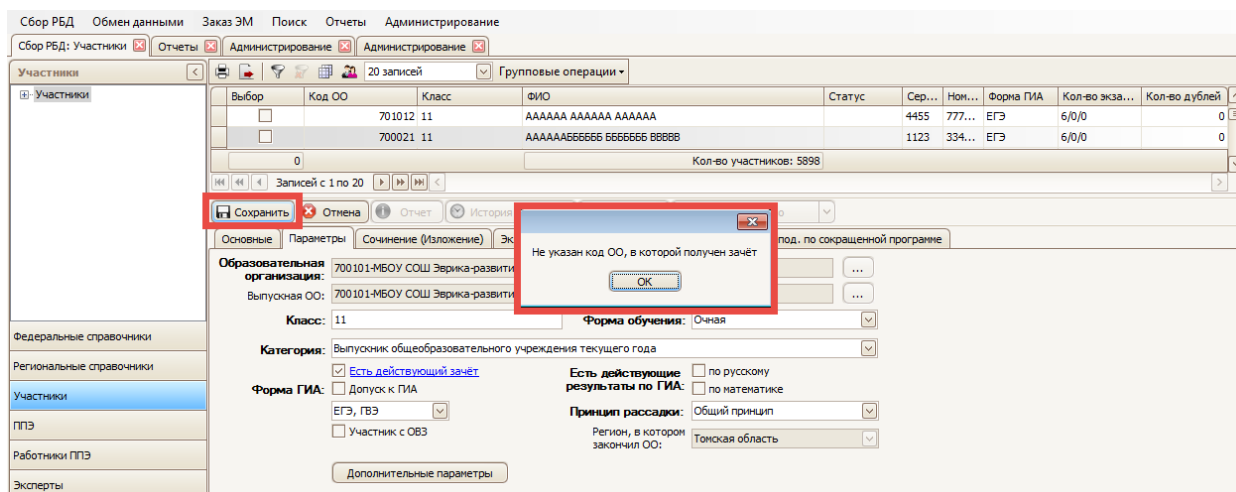 Сбор РБД Обмен данными Заказ ЭМ Поиск Отчеты Администрирование
Сбор РБД: Участники Отчеты Администрирование Администрирование
Участники 20 записей Групповые операции
Участники
Выбор Код ОО Класс ФИО Статус Сер... Ном... Форма ГИА Кол-во экза... Кол-во дублей
701012 11 АААААА АААААА АААААА 4455 777... ЕГЭ 6/0/0 0
700021 11 ААААААББББББ БББББББ ВВВВВ 1123 334... ЕГЭ 6/0/0 0
0 Кол-во участников: 5898
Записей с 1 по 20
Сохранить Отмена Отчет История
Основные Параметры Сочинение (Изложение) Эк под. по сокращенной программе
Не указан код ОО, в которой получен зачёт
ОК
Образовательная организация: 700101-МБОУ СОШ Эврика-развити ...
Выпускная ОО: 700101-МБОУ СОШ Эврика-развити ...
Класс: 11 Форма обучения: Очная
Категория: Выпускник общеобразовательного учреждения текущего года
Есть действующий зачёт Есть действующие результаты по ГИА: по русскому
Форма ГИА: Допуск к ГИА по математике
ЕГЭ, ГВЭ Принцип рассадки: Общий принцип
Участник с ОВЗ Регион, в котором закончил ОО: Томская область
Дополнительные параметры
Федеральные справочники
Региональные справочники
Участники
ППЭ
Работники ППЭ
Эксперты